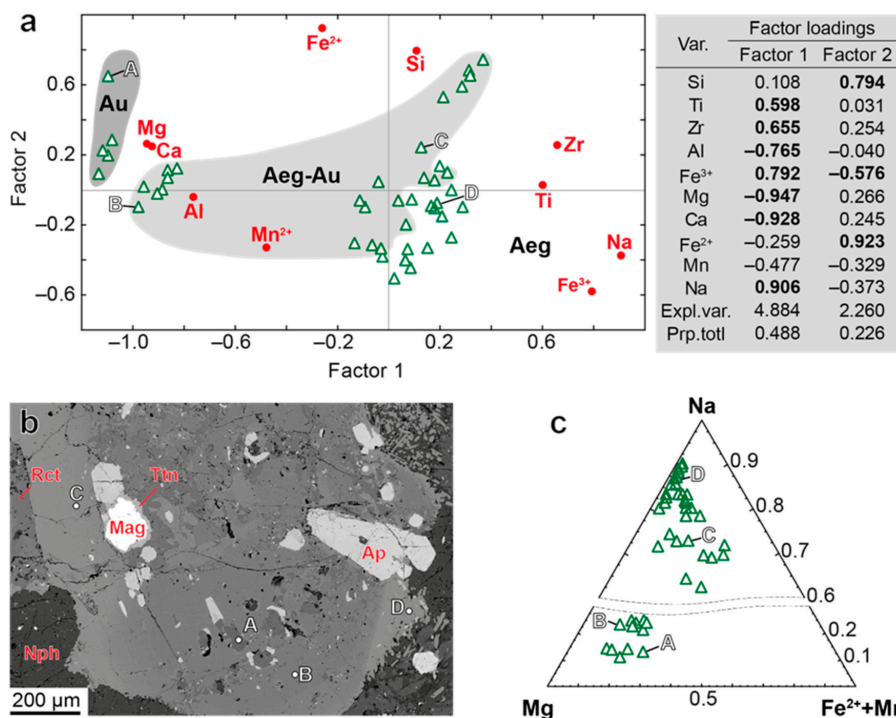 a
Factor 2
0.6
0.2
−0.2
−0.6
−1.0
−0.6
−0.2
0.2
0.6
Factor 1
Fe²⁺
Si
A
Au
Mg
Ca
C
Zr
Aeg-Au
D
Ti
B
Al
Mn²⁺
Aeg
Na
Fe³⁺
Var. Factor loadings
Factor 1 Factor 2
Si 0.108 0.794
Ti 0.598 0.031
Zr 0.655 0.254
Al −0.765 −0.040
Fe³⁺ 0.792 −0.576
Mg −0.947 0.266
Ca −0.928 0.245
Fe²⁺ −0.259 0.923
Mn −0.477 −0.329
Na 0.906 −0.373
Expl.var. 4.884 2.260
Prp.totl 0.488 0.226
b
Rct
C
Ttn
Mag
Ap
A
D
B
Nph
200 µm
c
Na
0.9
D
0.8
C
0.7
0.6
B
0.2
A
0.1
Mg
0.5
Fe²⁺+Mn